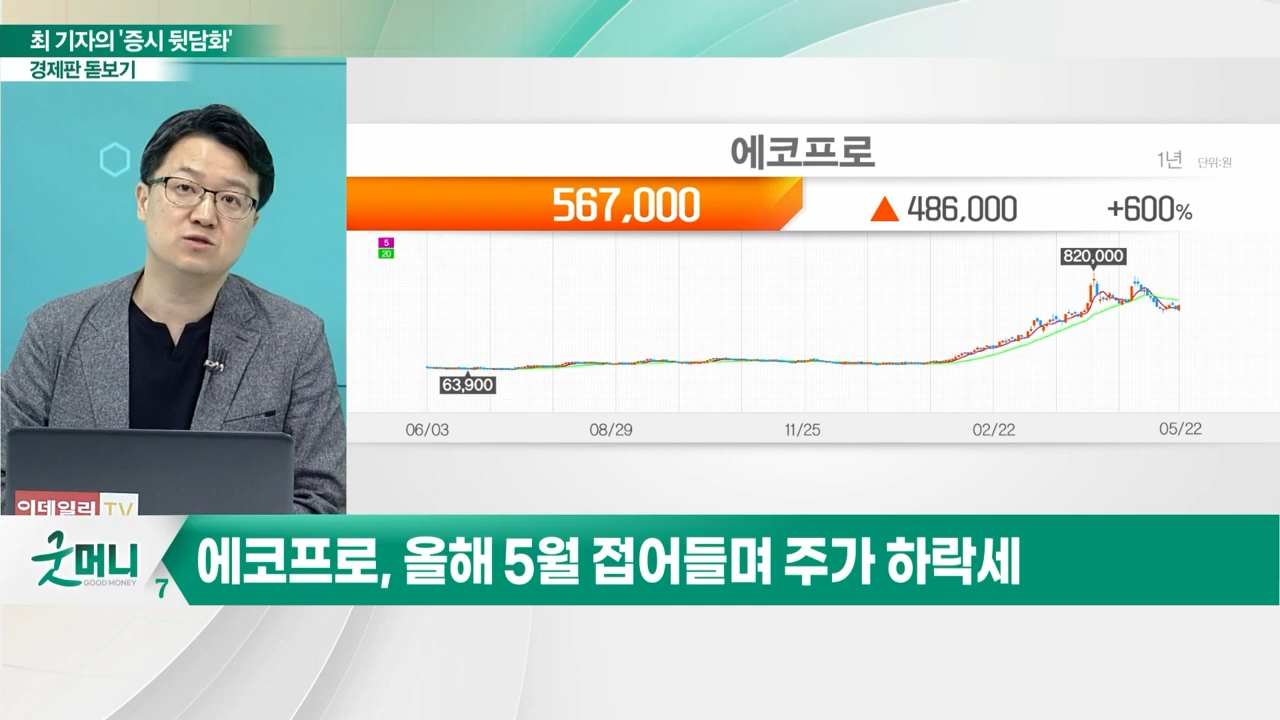 최 기자의 '증시 뒷담화'
경제판 돋보기
에코프로
1년 단위:원
567,000
▲ 486,000
+600%
5
20
820,000
63,900
06/03
08/29
11/25
02/22
05/22
이데일리 TV
굿머니
GOOD MONEY
7
에코프로, 올해 5월 접어들며 주가 하락세